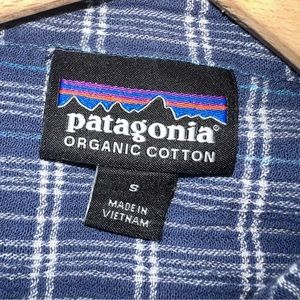 patagonia®
ORGANIC COTTON
S
MADE IN
VIETNAM